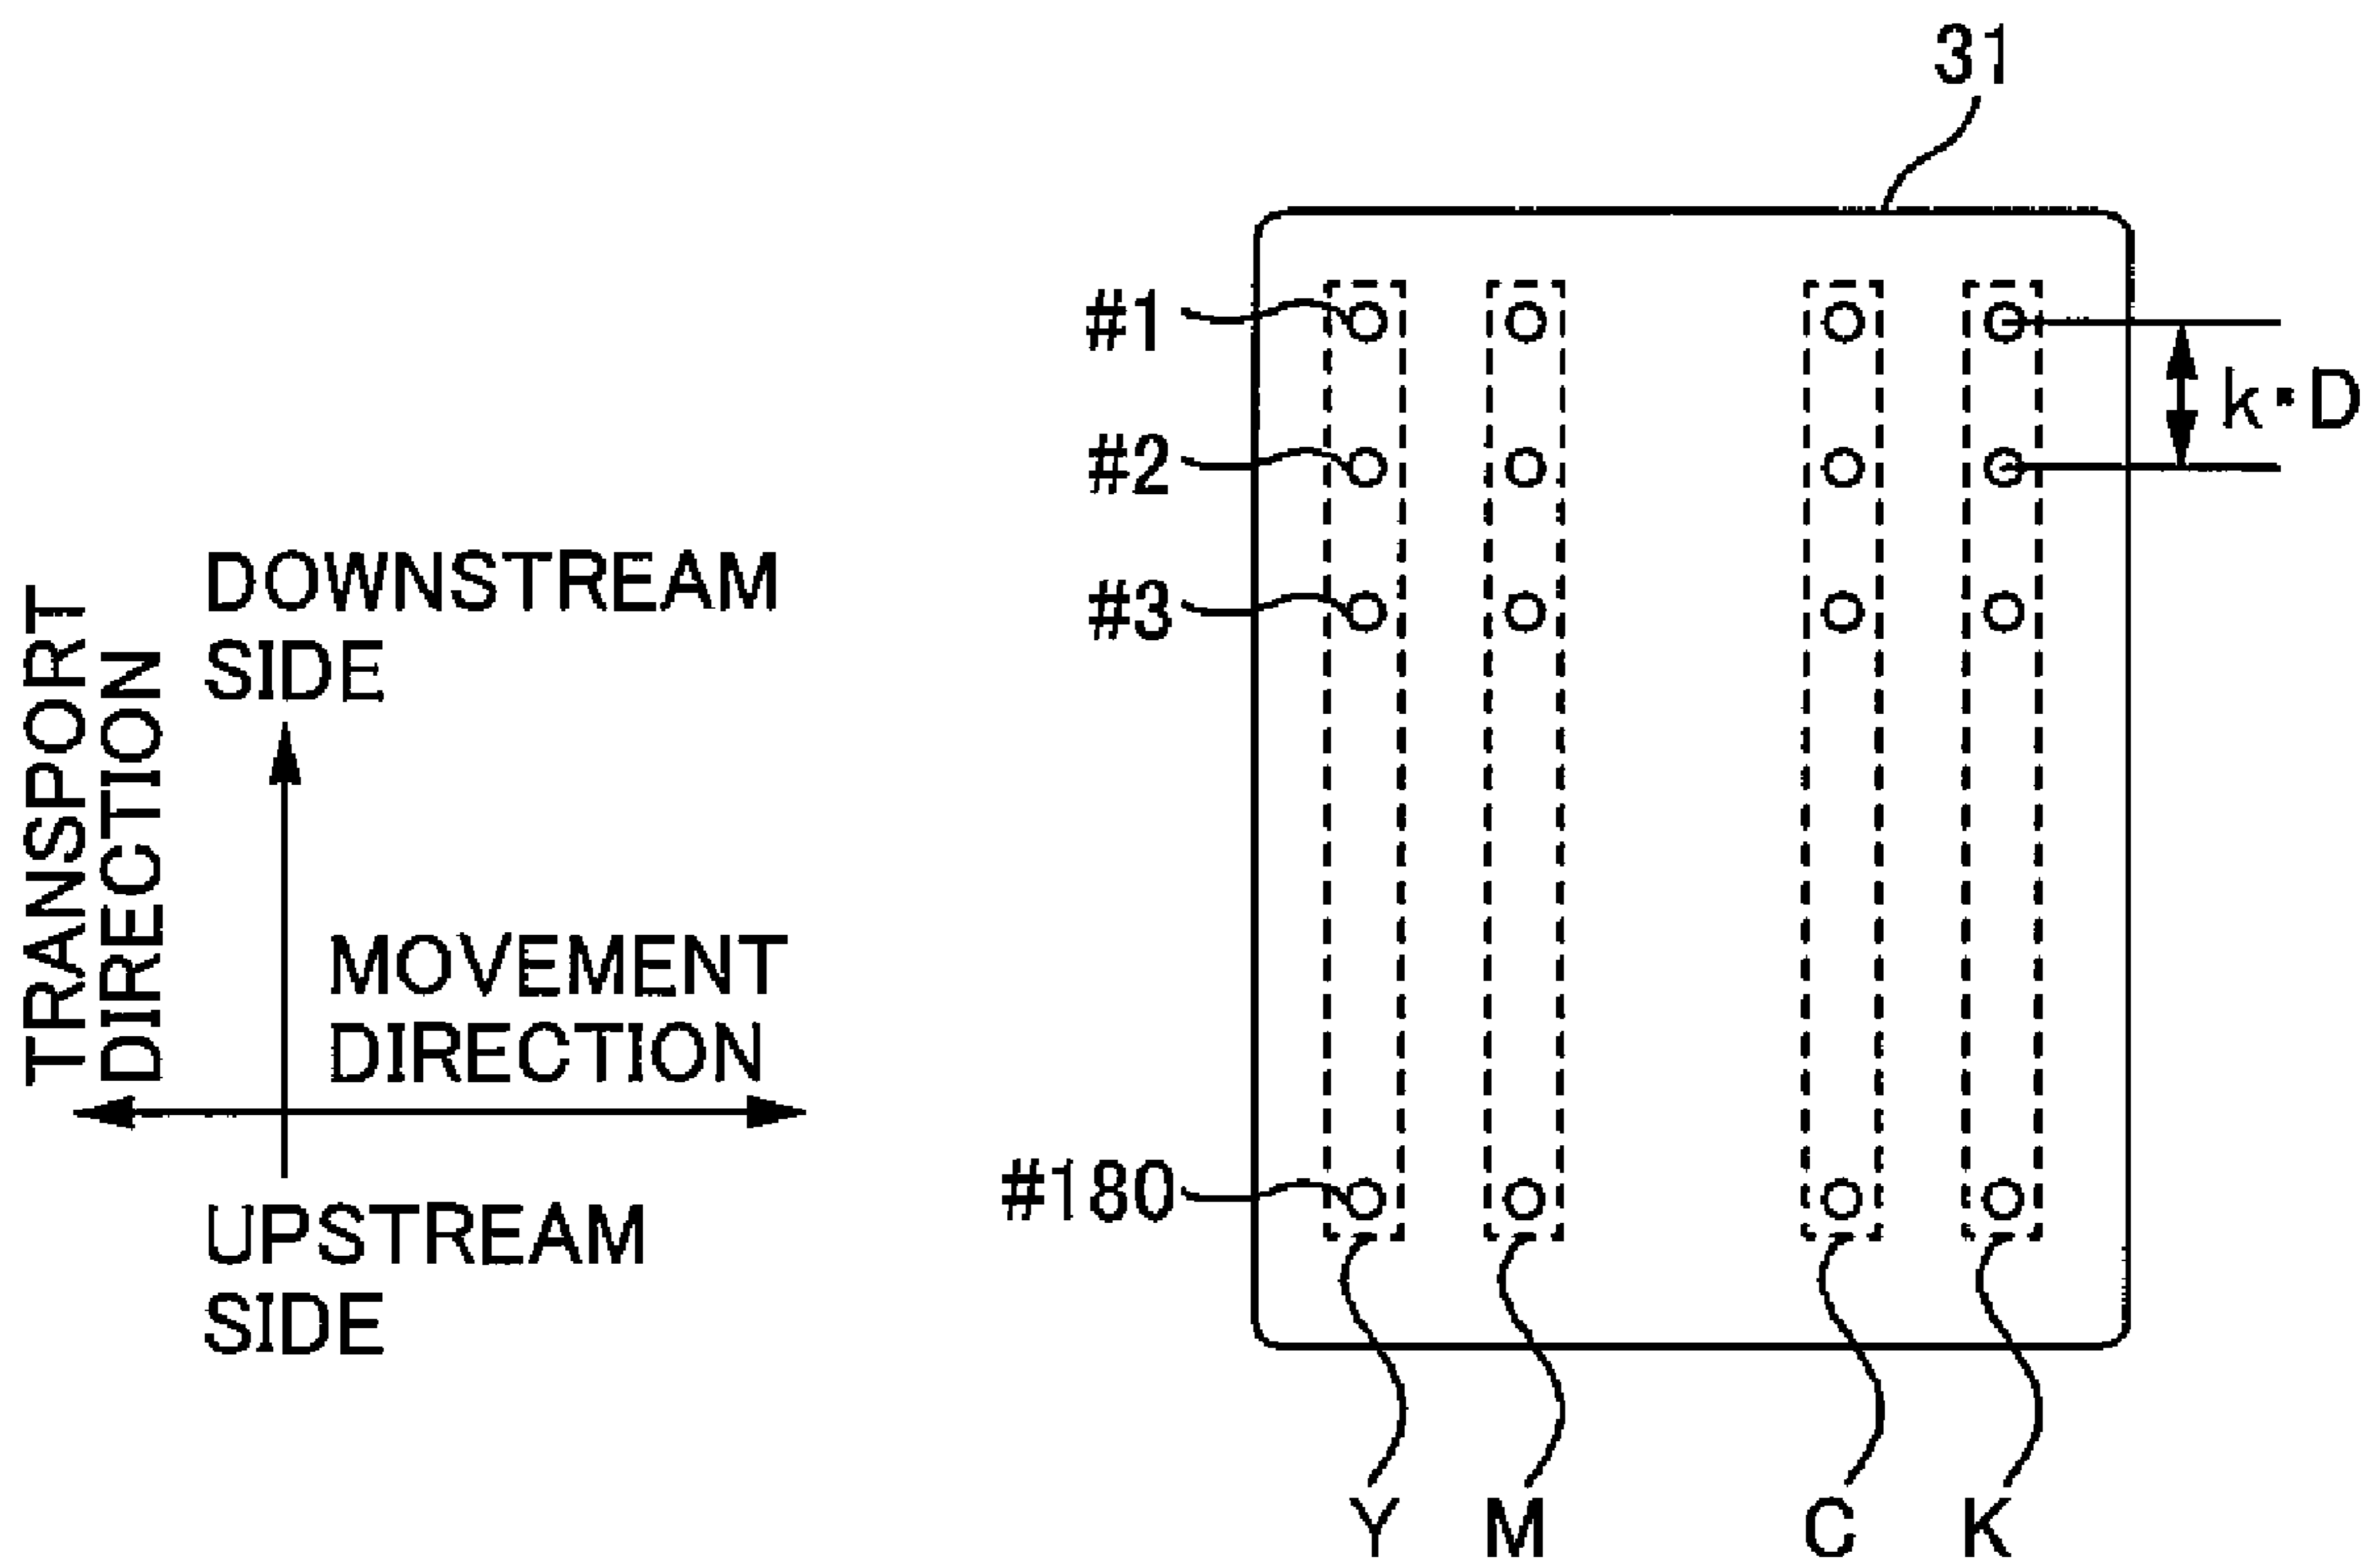 31
#1
#2
#3
#180
k·D
TRANSPORT
DIRECTION
DOWNSTREAM
SIDE
MOVEMENT
DIRECTION
UPSTREAM
SIDE
Y M C K